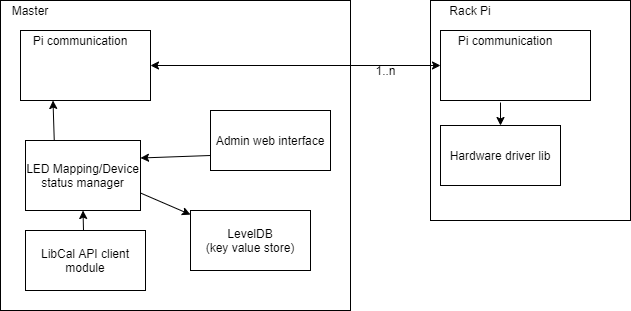 Master
Rack Pi
Pi communication
Pi communication
1..n
Admin web interface
Hardware driver lib
LED Mapping/Device
status manager
LevelDB
(key value store)
LibCal API client
module